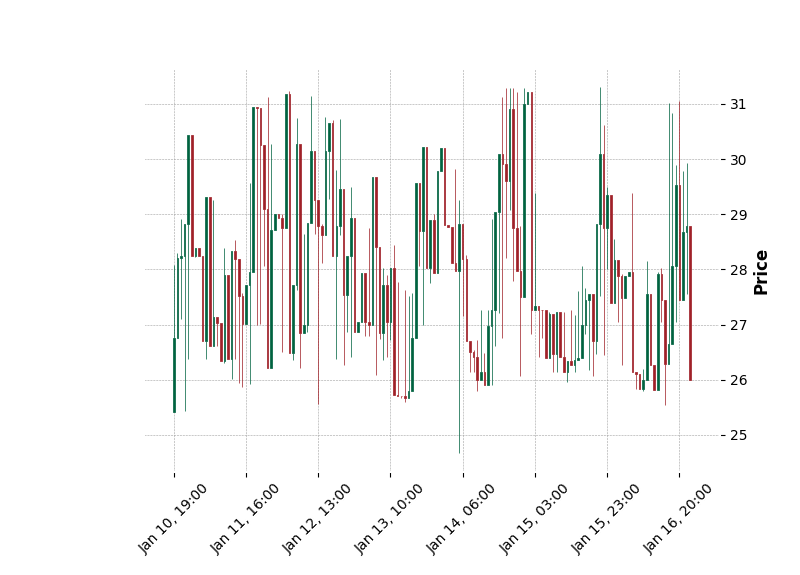 31
30
29
28
27
26
25
Price
Jan 10, 19:00
Jan 11, 16:00
Jan 12, 13:00
Jan 13, 10:00
Jan 14, 06:00
Jan 15, 03:00
Jan 15, 23:00
Jan 16, 20:00